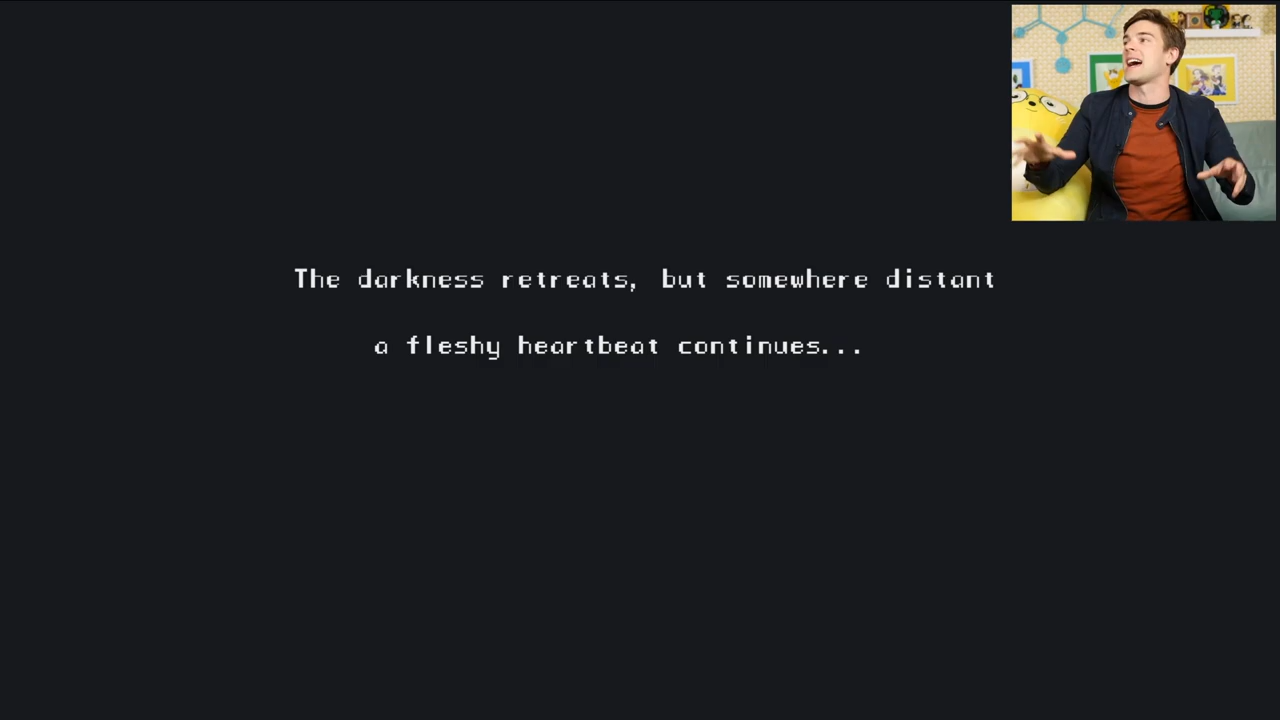 The darkness retreats, but somewhere distant
a fleshy heartbeat continues...